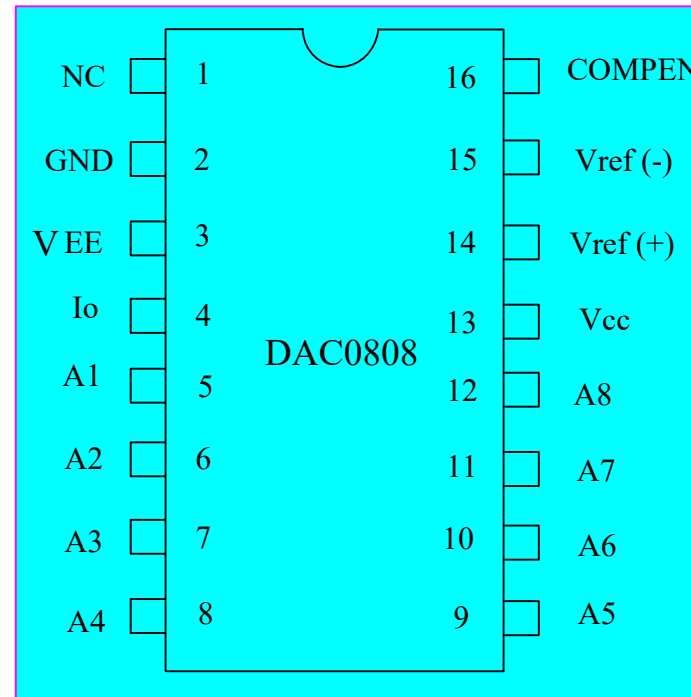 NC 1 16 COMPEN
GND 2 15 Vref (-)
VEE 3 14 Vref (+)
Io 4 13 Vcc
DAC0808
A1 5 12 A8
A2 6 11 A7
A3 7 10 A6
A4 8 9 A5